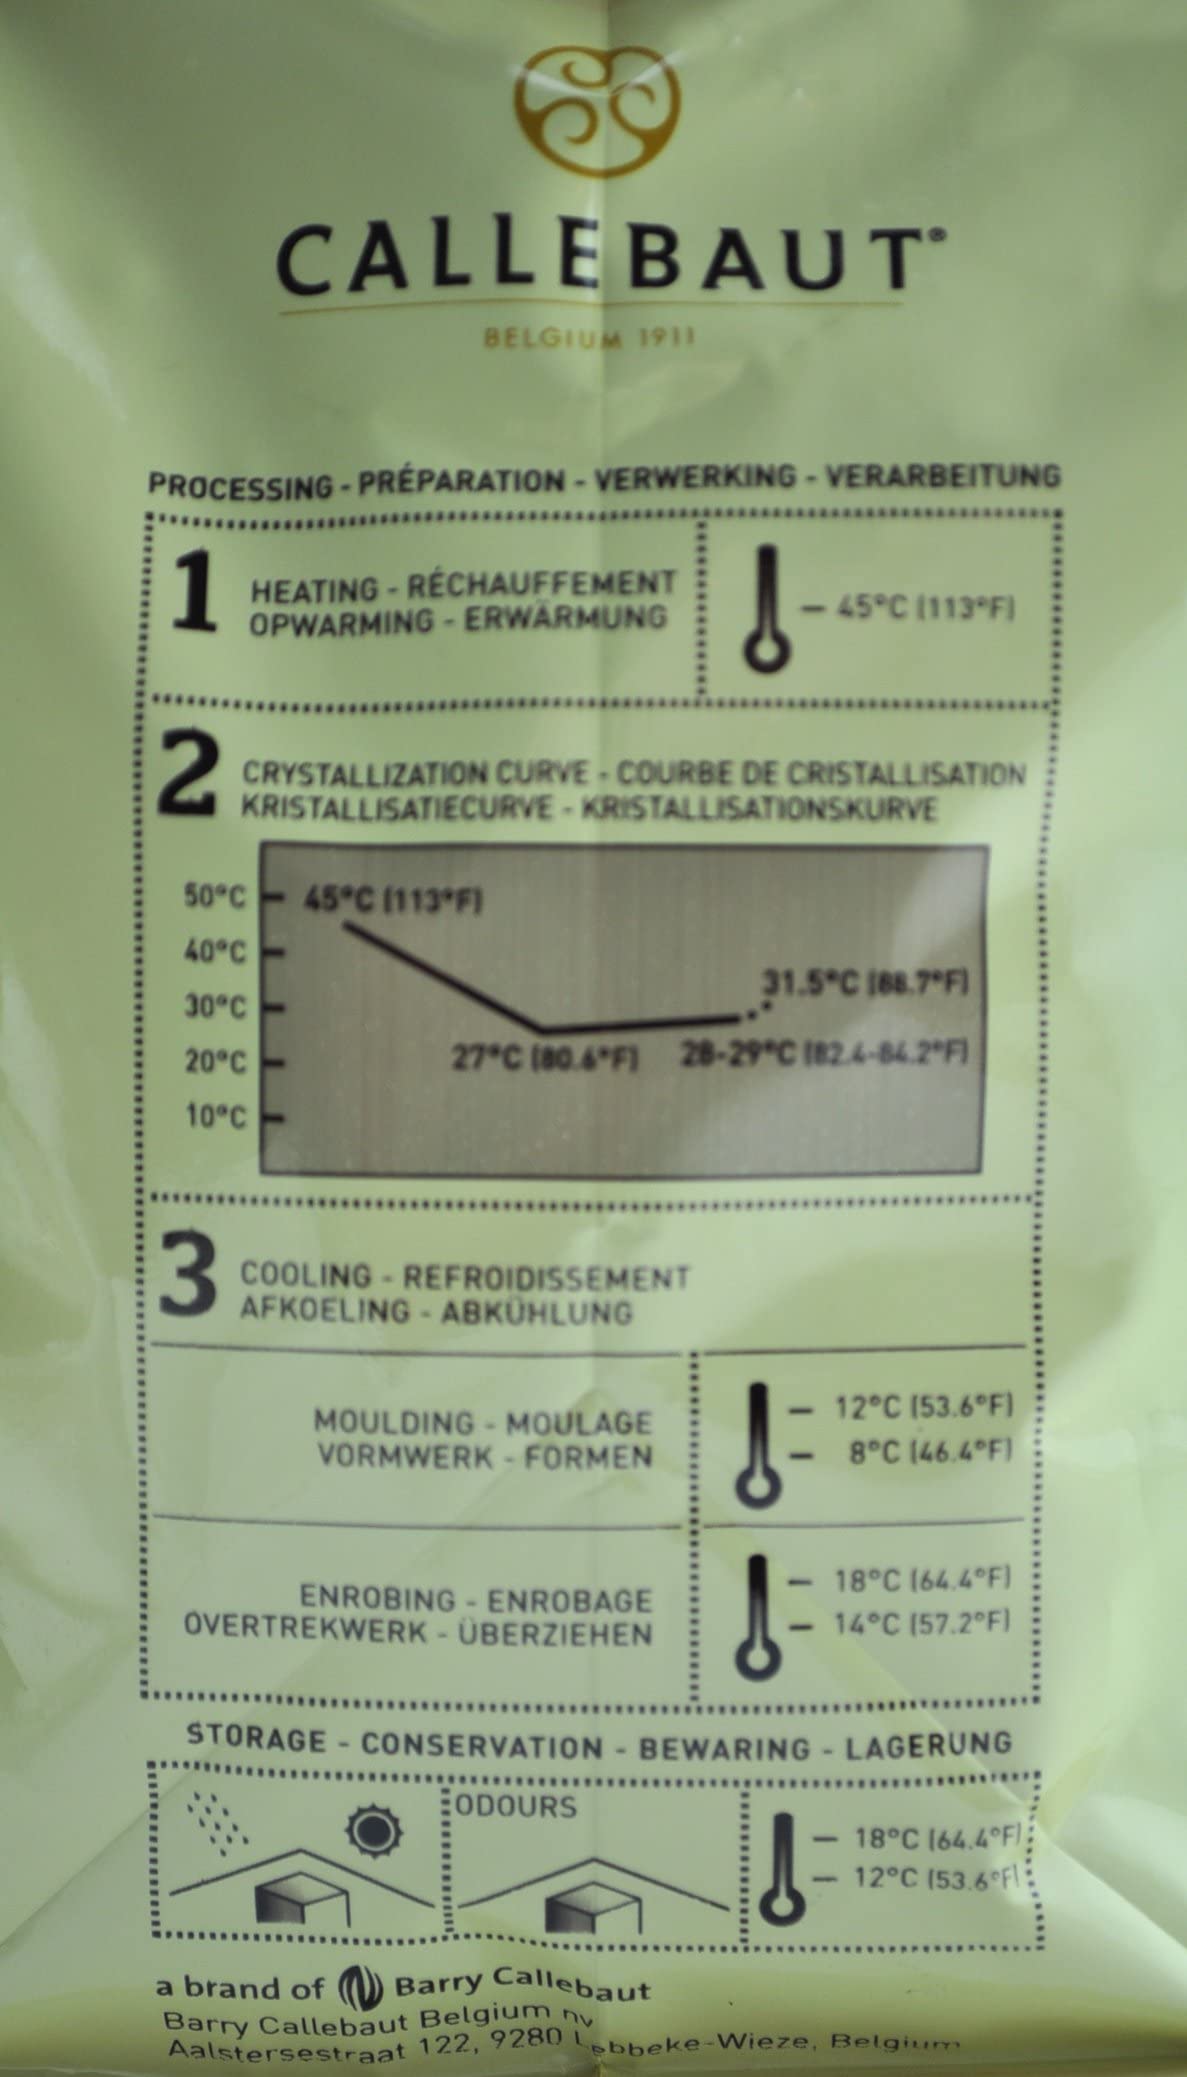 CALLEBAUT®
BELGIUM 1911
PROCESSING - PRÉPARATION - VERWERKING - VERARBEITUNG
1
HEATING - RÉCHAUFFEMENT
OPWARMING - ERWÄRMUNG
45°C (113°F)
2
CRYSTALLIZATION CURVE - COURBE DE CRISTALLISATION
KRISTALLISATIECURVE - KRISTALLISATIONSKURVE
50°C
45°C (113°F)
40°C
31.5°C (88.7°F)
30°C
27°C (80.6°F)
28-29°C (82.4-84.2°F)
20°C
10°C
3
COOLING - REFROIDISSEMENT
AFKOELING - ABKÜHLUNG
MOULDING - MOULAGE
VORMWERK - FORMEN
12°C (53.6°F)
8°C (46.4°F)
ENROBING - ENROBAGE
OVERTREKWERK - ÜBERZIEHEN
18°C (64.4°F)
14°C (57.2°F)
STORAGE - CONSERVATION - BEWARING - LAGERUNG
ODOURS
18°C (64.4°F)
12°C (53.6°F)
a brand of Barry Callebaut
Barry Callebaut Belgium nv
Aalstersestraat 122, 9280 Lebbeke-Wieze, Belgium